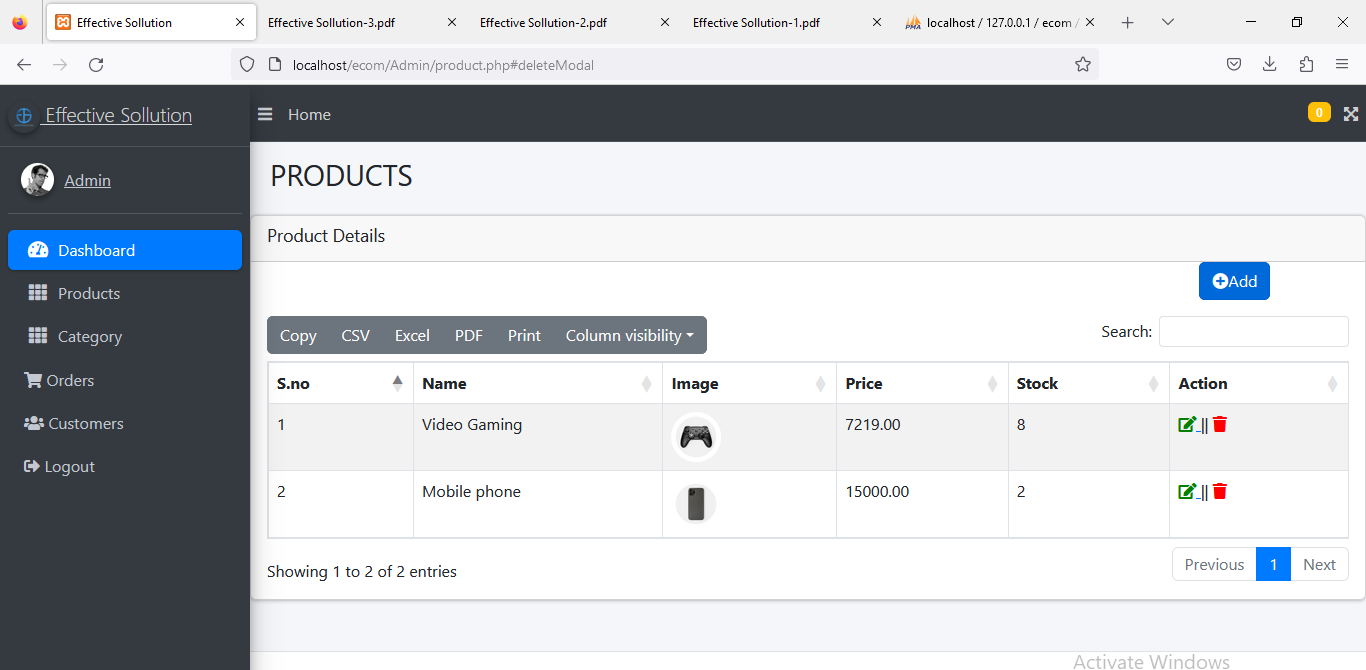 Effective Sollution Effective Sollution-3.pdf Effective Sollution-2.pdf Effective Sollution-1.pdf PMA localhost / 127.0.0.1 / ecom /
localhost/ecom/Admin/product.php#deleteModal
Effective Sollution
Home
0
Admin
Dashboard
Products
Category
Orders
Customers
Logout
PRODUCTS
Product Details
Add
Copy CSV Excel PDF Print Column visibility
Search:
S.no Name Image Price Stock Action
1 Video Gaming 7219.00 8 ||
2 Mobile phone 15000.00 2 ||
Showing 1 to 2 of 2 entries
Previous 1 Next
Activate Windows